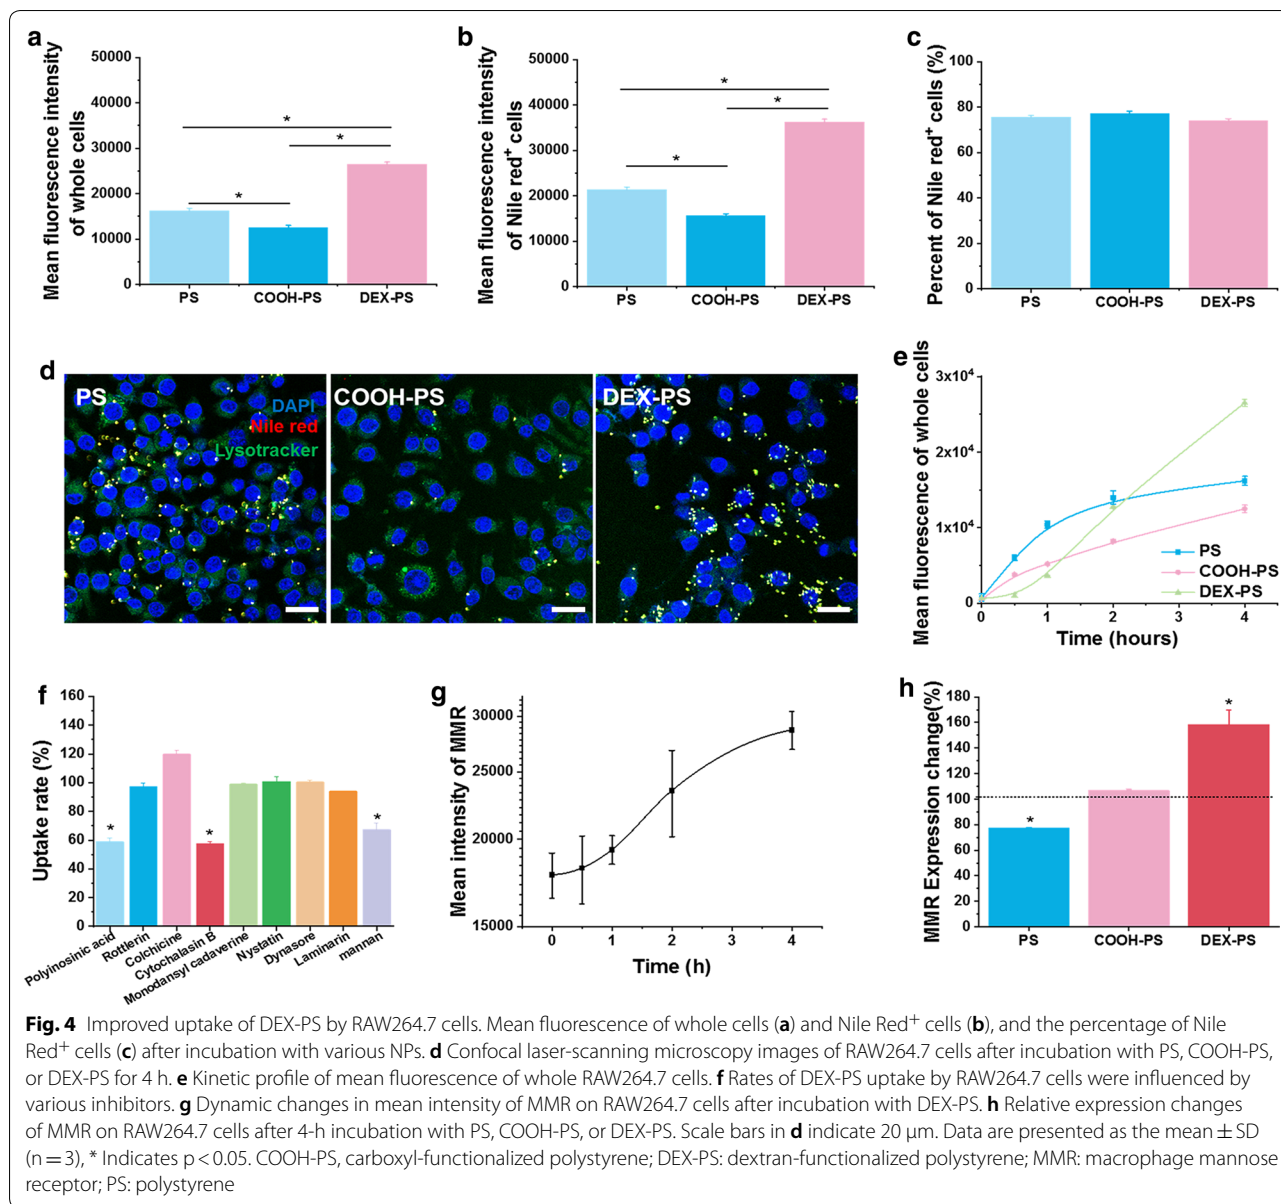 a
Mean fluorescence intensity
of whole cells
50000
40000
30000
20000
10000
0
*
*
*
PS
COOH-PS
DEX-PS
b
Mean fluorescence intensity
of Nile red+ cells
50000
40000
30000
20000
10000
0
*
*
*
PS
COOH-PS
DEX-PS
c
Percent of Nile red+ cells (%)
100
80
60
40
20
0
PS
COOH-PS
DEX-PS
d
PS
DAPI
Nile red
Lysotracker
COOH-PS
DEX-PS
e
Mean fluorescence of whole cells
3x10⁴
2x10⁴
1x10⁴
0
PS
COOH-PS
DEX-PS
0 1 2 3 4
Time (hours)
f
Uptake rate (%)
160
140
120
100
80
60
40
20
0
*
*
*
Polyinosinic acid
Rottlerin
Colchicine
Cytochalasin B
Monodansyl cadaverine
Nystatin
Dynasore
Laminarin
mannan
g
Mean intensity of MMR
30000
25000
20000
15000
0 1 2 3 4
Time (h)
h
MMR Expression change(%)
180
160
140
120
100
80
60
40
20
0
*
*
PS
COOH-PS
DEX-PS
Fig. 4 Improved uptake of DEX-PS by RAW264.7 cells. Mean fluorescence of whole cells (a) and Nile Red+ cells (b), and the percentage of Nile
Red+ cells (c) after incubation with various NPs. d Confocal laser-scanning microscopy images of RAW264.7 cells after incubation with PS, COOH-PS,
or DEX-PS for 4 h. e Kinetic profile of mean fluorescence of whole RAW264.7 cells. f Rates of DEX-PS uptake by RAW264.7 cells were influenced by
various inhibitors. g Dynamic changes in mean intensity of MMR on RAW264.7 cells after incubation with DEX-PS. h Relative expression changes
of MMR on RAW264.7 cells after 4-h incubation with PS, COOH-PS, or DEX-PS. Scale bars in d indicate 20 μm. Data are presented as the mean ± SD
(n = 3), * Indicates p < 0.05. COOH-PS, carboxyl-functionalized polystyrene; DEX-PS: dextran-functionalized polystyrene; MMR: macrophage mannose
receptor; PS: polystyrene